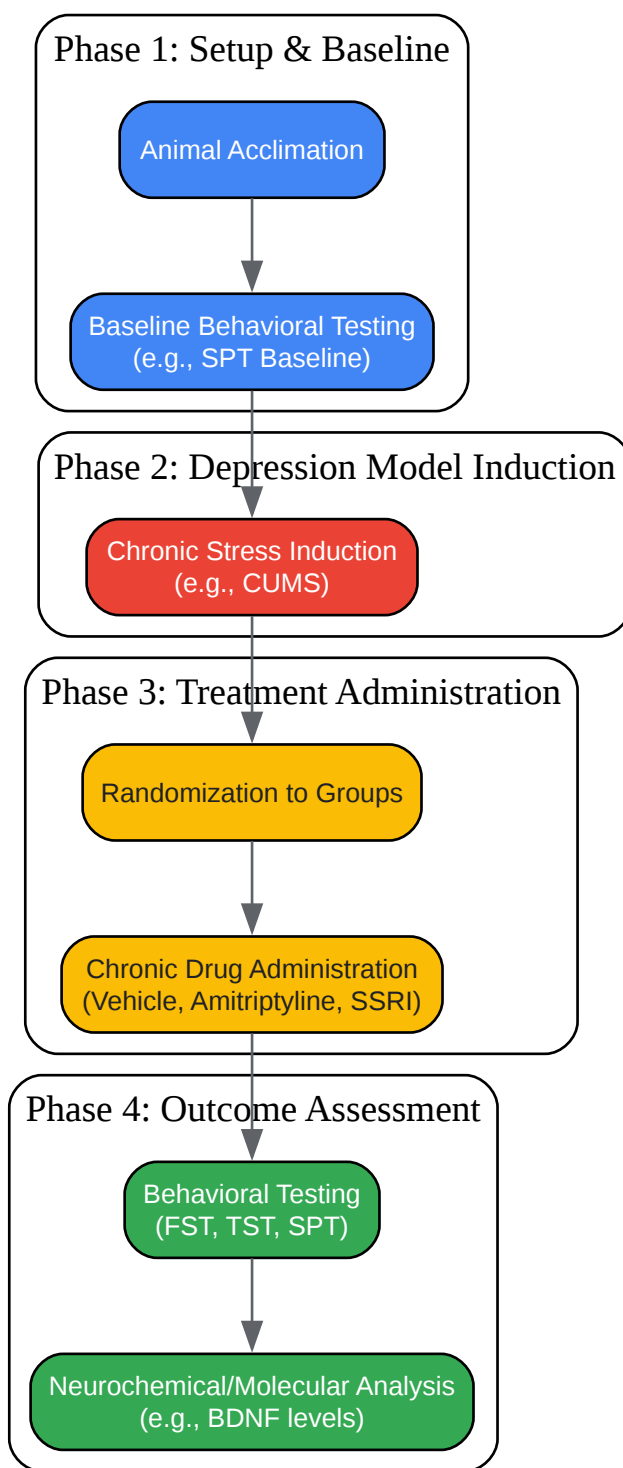 Phase 1: Setup & Baseline
Animal Acclimation
Baseline Behavioral Testing
(e.g., SPT Baseline)
Phase 2: Depression Model Induction
Chronic Stress Induction
(e.g., CUMS)
Phase 3: Treatment Administration
Randomization to Groups
Chronic Drug Administration
(Vehicle, Amitriptyline, SSRI)
Phase 4: Outcome Assessment
Behavioral Testing
(FST, TST, SPT)
Neurochemical/Molecular Analysis
(e.g., BDNF levels)